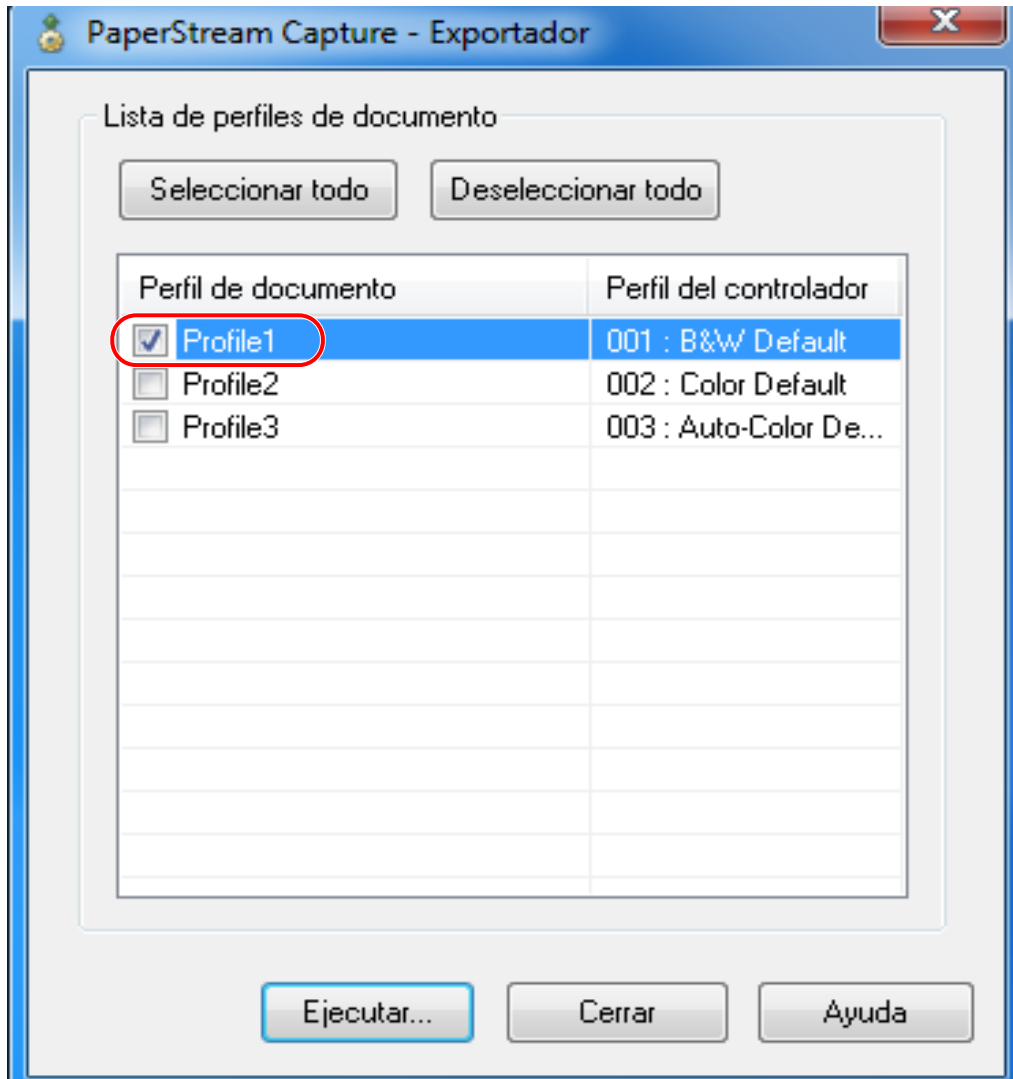 PaperStream Capture - Exportador
Lista de perfiles de documento
Seleccionar todo Deseleccionar todo
Perfil de documento Perfil del controlador
Profile1 001 : B&W Default
Profile2 002 : Color Default
Profile3 003 : Auto-Color De...
Ejecutar... Cerrar Ayuda